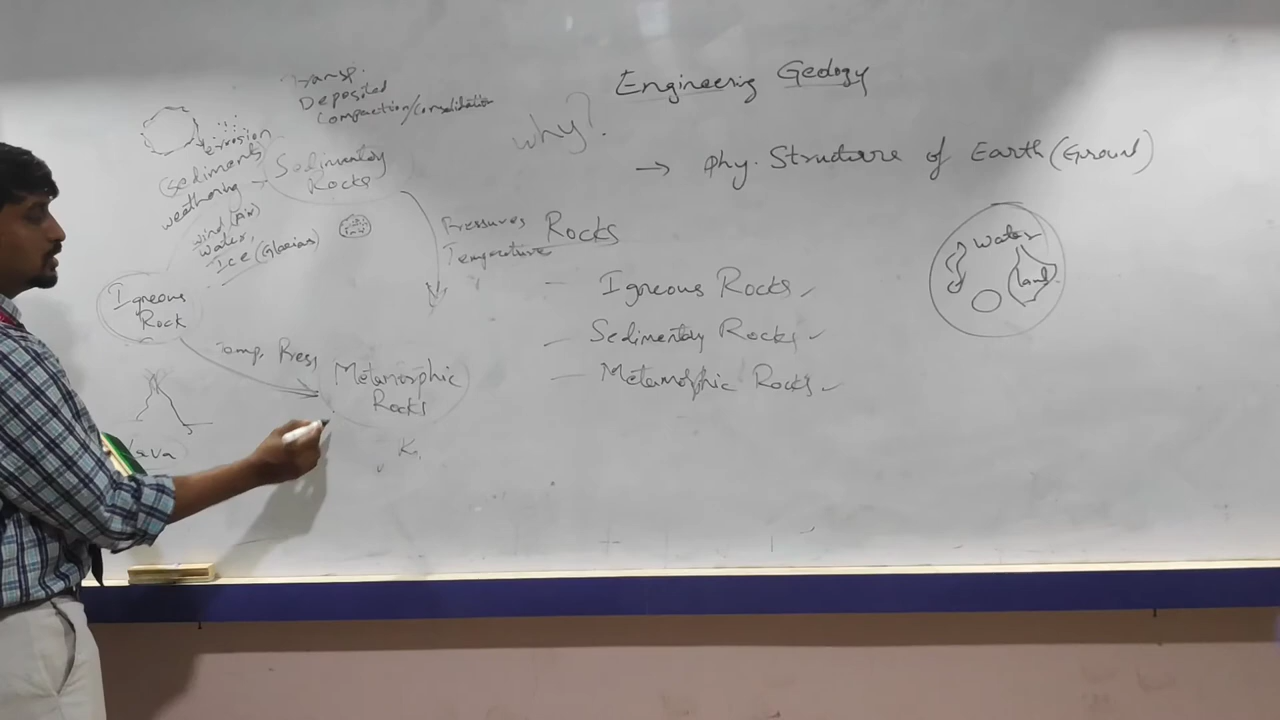 Engineering Geology
why?
→ Phy. Structure of Earth (Ground)
Water
Land
Rocks
- Igneous Rocks ✓
- Sedimentary Rocks ✓
- Metamorphic Rocks ✓
Transp.
Deposited
Compaction/Consolidation
erosion
(Sediments)
weathering → Sedimentary
Rocks
wind (Air)
Water,
Ice (Glacias)
Pressures
Temperature
Igneous
Rock
Temp, Press,
Metamorphic
Rocks
Lava